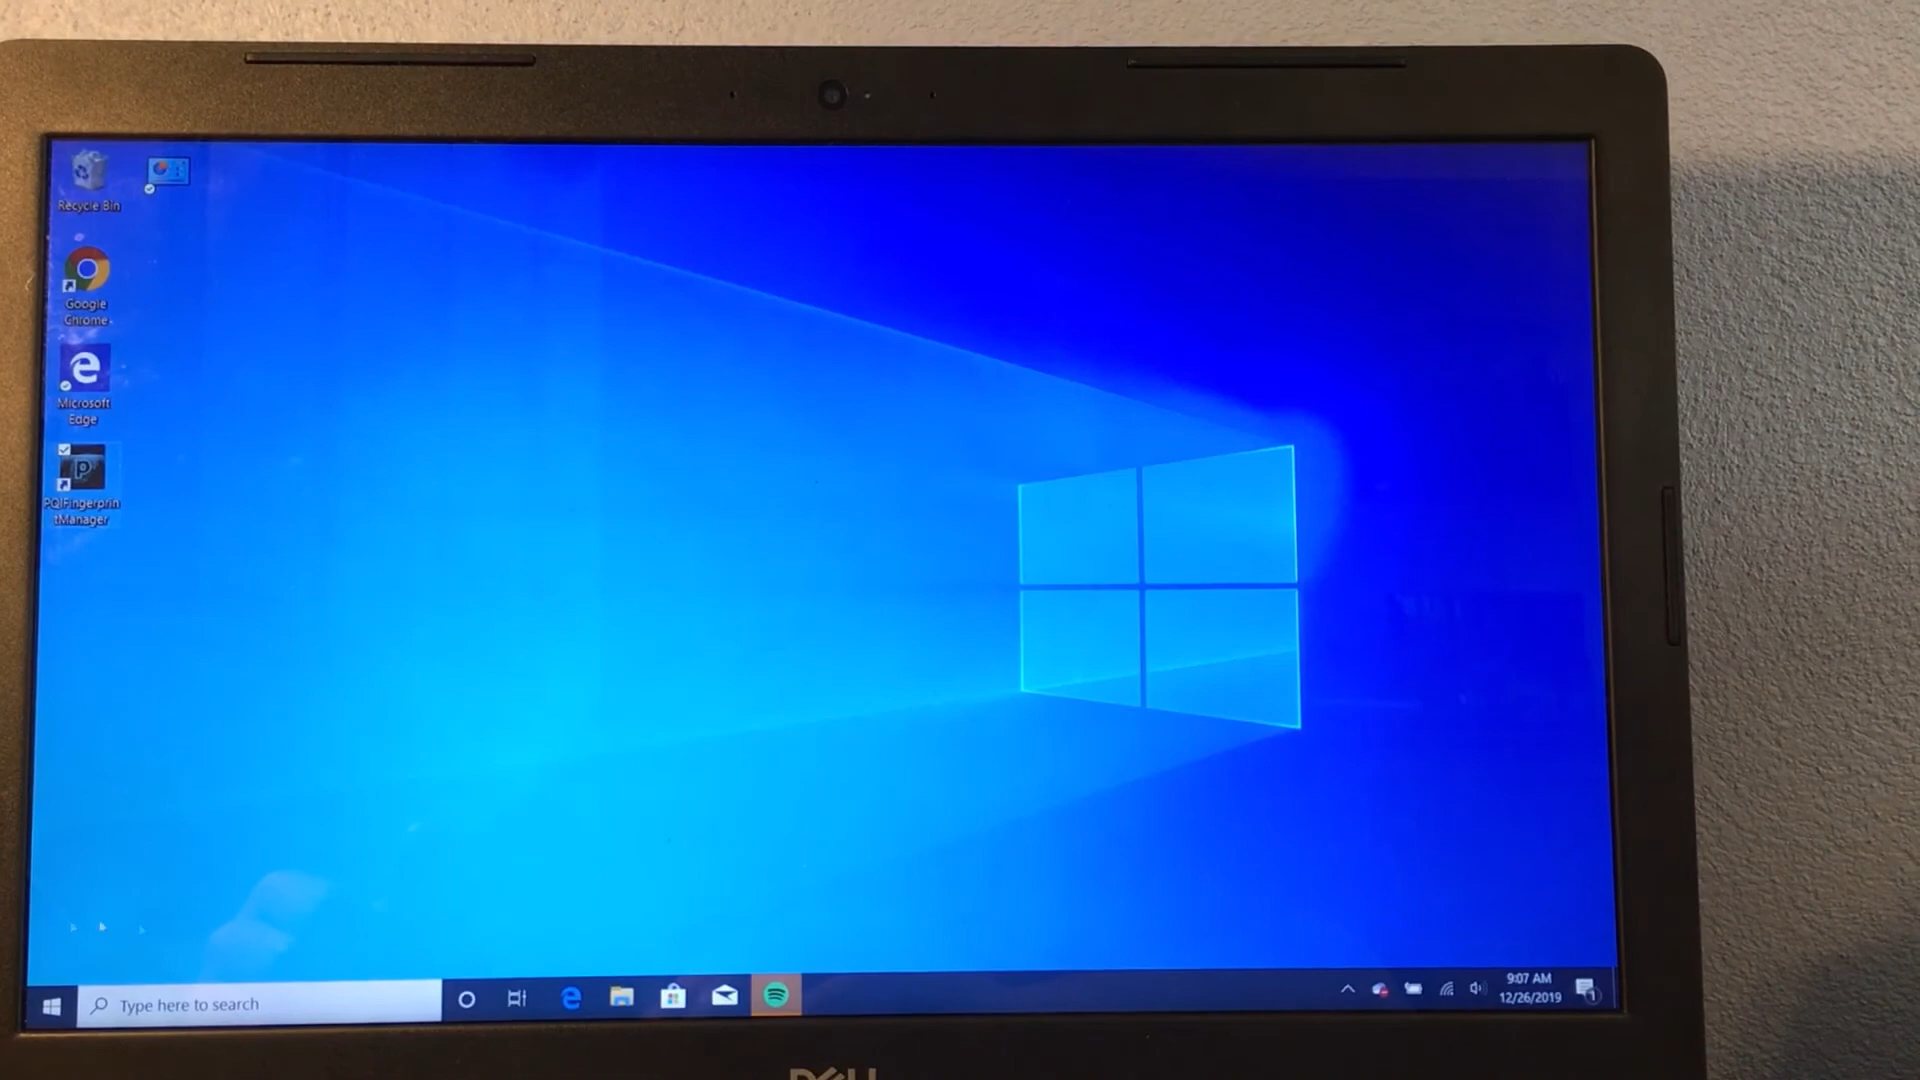 Recycle Bin
Google
Chrome
Microsoft
Edge
PQIFingerprin
tManager
Type here to search
9:07 AM
12/26/2019
1
DELL